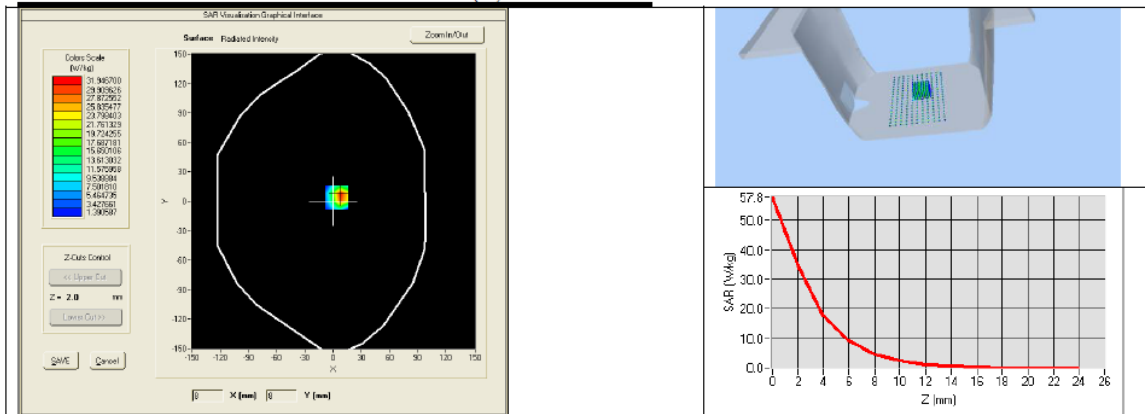 SAR Visualisation Graphical Interface
Surface Radiated Intensity
Zoom In/Out
Colors Scale
(W/kg)
31.946700
29.909626
27.872552
25.835477
23.798403
21.761329
19.724255
17.687181
15.650106
13.613032
11.575958
9.538884
7.501810
5.464735
3.427661
1.390587
150
120
90
60
30
0
-30
-60
-90
-120
-150
Y
-150 -120 -90 -60 -30 0 30 60 90 120 150
X
Z-Cuts Control
<< Upper Cut
Z = 2.0 mm
Lower Cut >>
SAVE Cancel
8 X (mm) 8 Y (mm)
57.8
50.0
40.0
30.0
20.0
10.0
0.0
SAR (W/kg)
0 2 4 6 8 10 12 14 16 18 20 22 24 26
Z (mm)